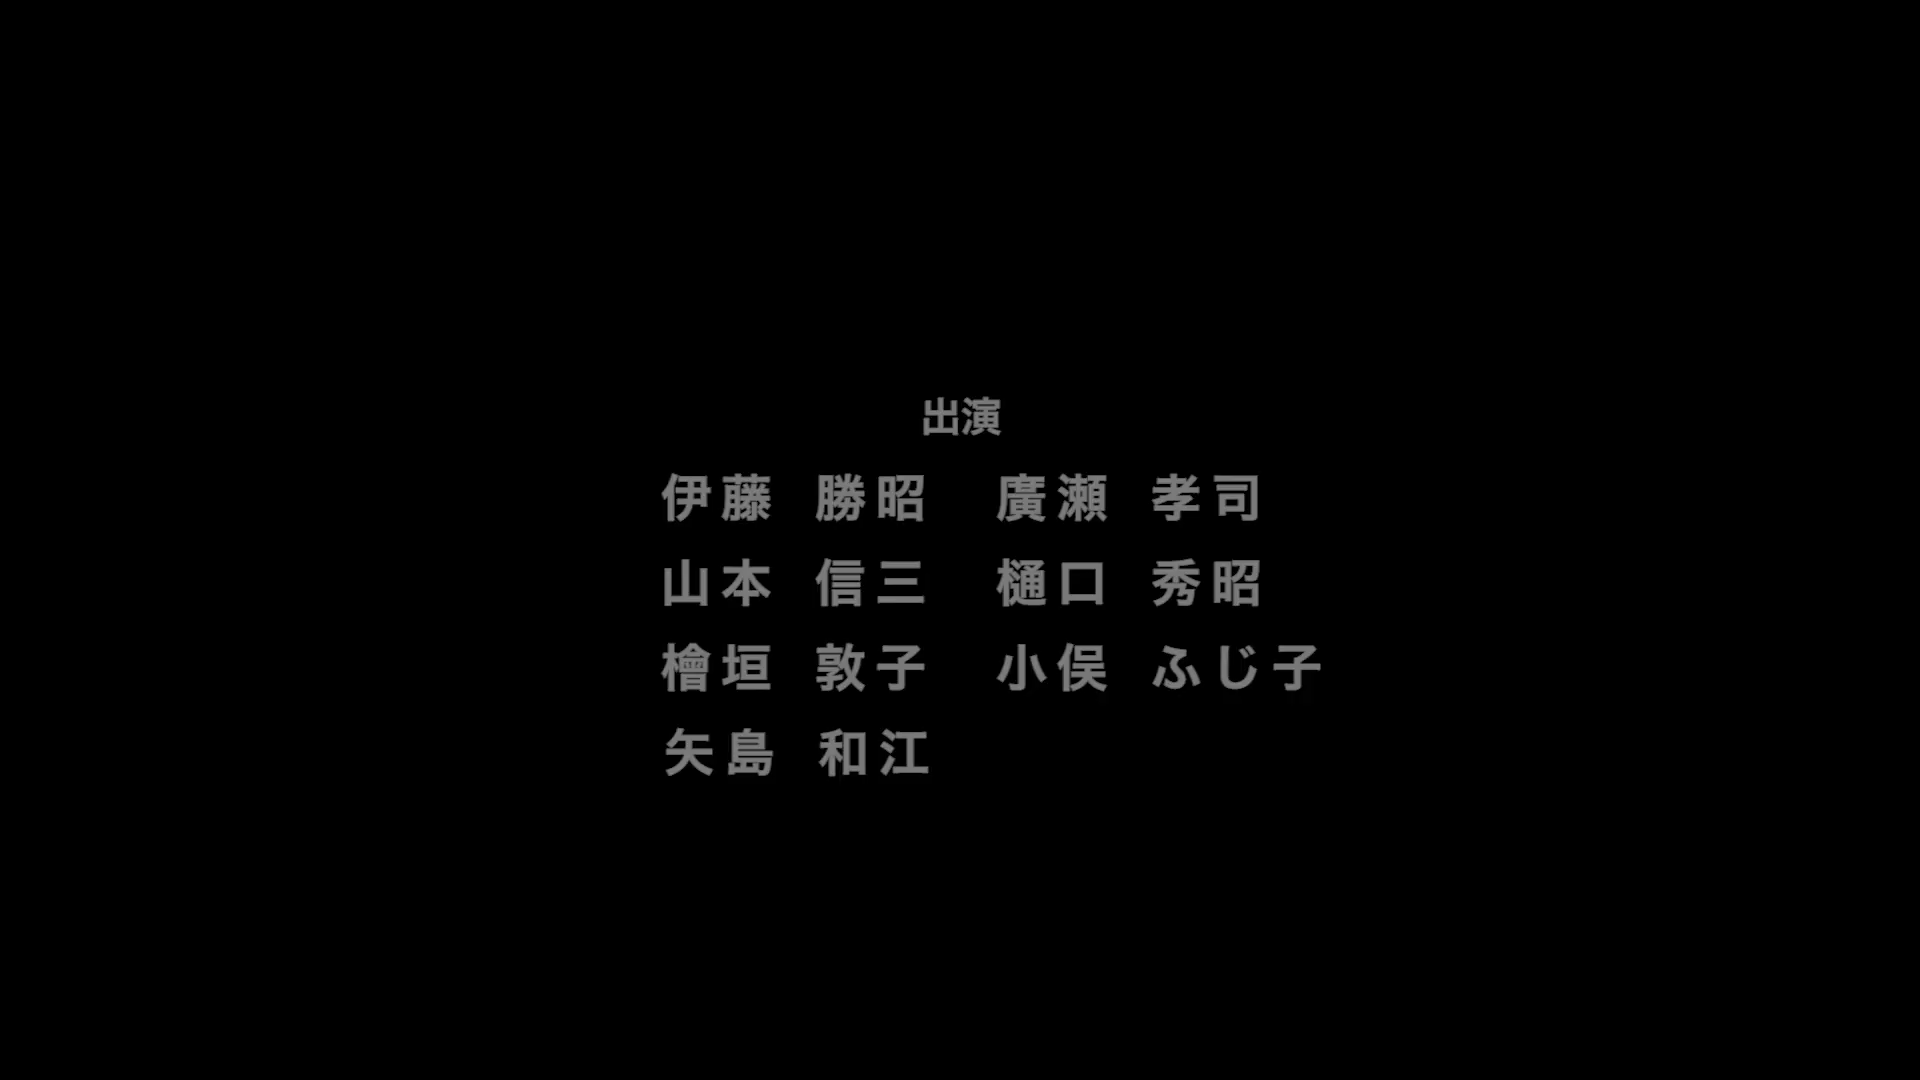 出演
伊藤 勝昭 廣瀬 孝司
山本 信三 樋口 秀昭
檜垣 敦子 小俣 ふじ子
矢島 和江